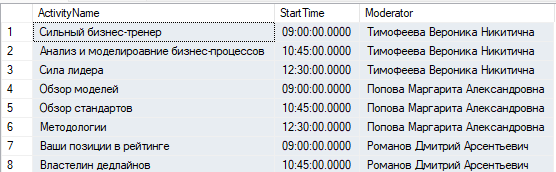 ActivityName StartTime Moderator
1 Сильный бизнес-тренер 09:00:00.0000 Тимофеева Вероника Никитична
2 Анализ и моделироавние бизнес-процессов 10:45:00.0000 Тимофеева Вероника Никитична
3 Сила лидера 12:30:00.0000 Тимофеева Вероника Никитична
4 Обзор моделей 09:00:00.0000 Попова Маргарита Александровна
5 Обзор стандартов 10:45:00.0000 Попова Маргарита Александровна
6 Методологии 12:30:00.0000 Попова Маргарита Александровна
7 Ваши позиции в рейтинге 09:00:00.0000 Романов Дмитрий Арсентьевич
8 Властелин дедлайнов 10:45:00.0000 Романов Дмитрий Арсентьевич